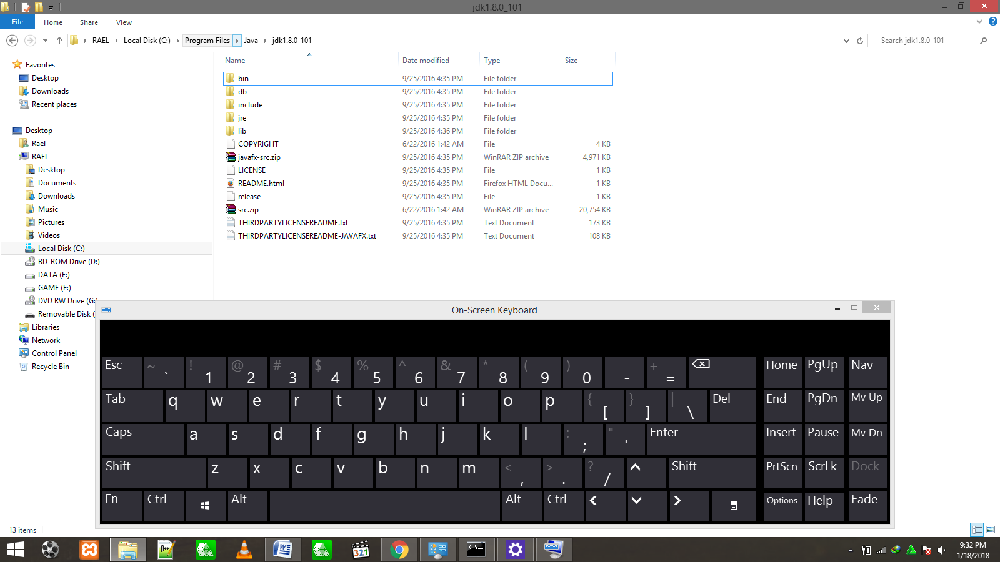 jdk1.8.0_101
File Home Share View
RAEL Local Disk (C:) Program Files Java jdk1.8.0_101 Search jdk1.8.0_101
Name Date modified Type Size
Favorites
Desktop
Downloads
Recent places
Desktop
Rael
RAEL
Desktop
Documents
Downloads
Music
Pictures
Videos
Local Disk (C:)
BD-ROM Drive (D:)
DATA (E:)
GAME (F:)
DVD RW Drive (G:
Removable Disk (
Libraries
Network
Control Panel
Recycle Bin
bin 9/25/2016 4:35 PM File folder
db 9/25/2016 4:35 PM File folder
include 9/25/2016 4:35 PM File folder
jre 9/25/2016 4:35 PM File folder
lib 9/25/2016 4:36 PM File folder
COPYRIGHT 6/22/2016 1:42 AM File 4 KB
javafx-src.zip 9/25/2016 4:35 PM WinRAR ZIP archive 4,971 KB
LICENSE 9/25/2016 4:35 PM File 1 KB
README.html 9/25/2016 4:35 PM Firefox HTML Docu... 1 KB
release 9/25/2016 4:35 PM File 1 KB
src.zip 6/22/2016 1:42 AM WinRAR ZIP archive 20,754 KB
THIRDPARTYLICENSEREADME.txt 9/25/2016 4:35 PM Text Document 173 KB
THIRDPARTYLICENSEREADME-JAVAFX.txt 9/25/2016 4:35 PM Text Document 108 KB
On-Screen Keyboard
Esc ~ ` ! 1 @ 2 # 3 $ 4 % 5 ^ 6 & 7 * 8 ( 9 ) 0 _ - + = Home PgUp Nav
Tab q w e r t y u i o p { [ } ] | \ Del End PgDn Mv Up
Caps a s d f g h j k l : ; " ' Enter Insert Pause Mv Dn
Shift z x c v b n m < , > . ? / Shift PrtScn ScrLk Dock
Fn Ctrl Alt Alt Ctrl Options Help Fade
13 items
321
C:\
9:32 PM
1/18/2018